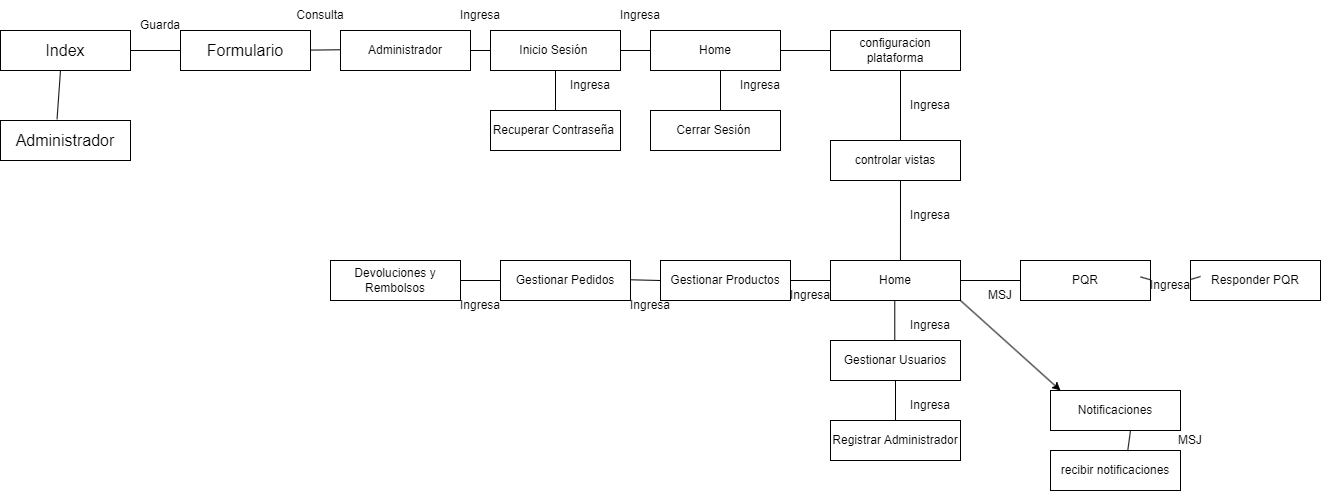 Guarda
Consulta
Ingresa
Ingresa
Index
Formulario
Administrador
Inicio Sesión
Home
configuracion
plataforma
Ingresa
Ingresa
Ingresa
Administrador
Recuperar Contraseña
Cerrar Sesión
controlar vistas
Ingresa
Devoluciones y
Rembolsos
Gestionar Pedidos
Gestionar Productos
Home
PQR
Responder PQR
Ingresa
Ingresa
Ingresa
Ingresa
MSJ
Ingresa
Gestionar Usuarios
Ingresa
Notificaciones
Registrar Administrador
MSJ
recibir notificaciones